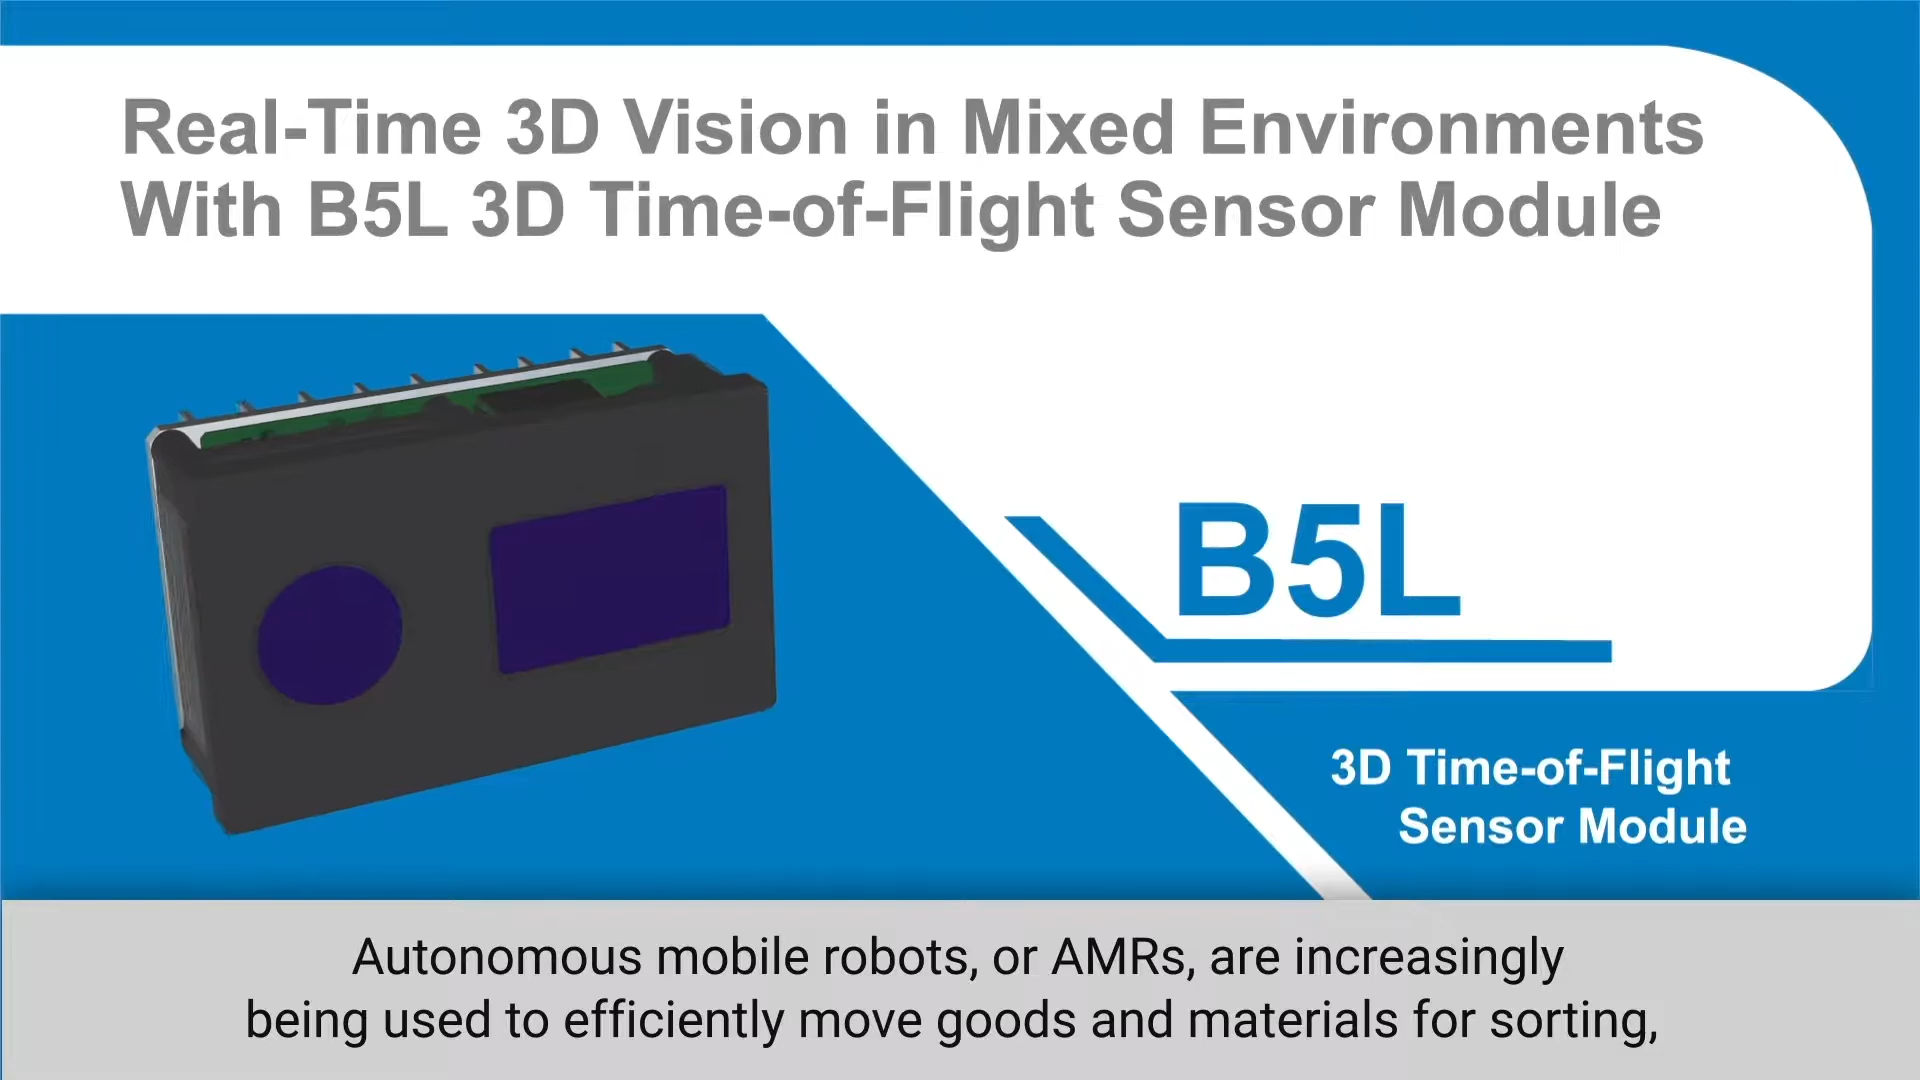 Real-Time 3D Vision in Mixed Environments
With B5L 3D Time-of-Flight Sensor Module
B5L
3D Time-of-Flight
Sensor Module
Autonomous mobile robots, or AMRs, are increasingly
being used to efficiently move goods and materials for sorting,